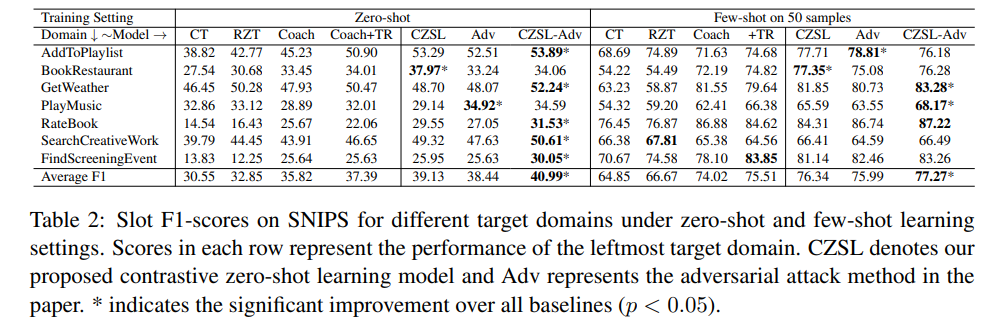 Training Setting Zero-shot Few-shot on 50 samples
Domain ↓ ~Model → CT RZT Coach Coach+TR CZSL Adv CZSL-Adv CT RZT Coach +TR CZSL Adv CZSL-Adv
AddToPlaylist 38.82 42.77 45.23 50.90 53.29 52.51 53.89* 68.69 74.89 71.63 74.68 77.71 78.81* 76.18
BookRestaurant 27.54 30.68 33.45 34.01 37.97* 33.24 34.06 54.22 54.49 72.19 74.82 77.35* 75.08 76.28
GetWeather 46.45 50.28 47.93 50.47 48.70 48.07 52.24* 63.23 58.87 81.55 79.64 81.85 80.73 83.28*
PlayMusic 32.86 33.12 28.89 32.01 29.14 34.92* 34.59 54.32 59.20 62.41 66.38 65.59 63.55 68.17*
RateBook 14.54 16.43 25.67 22.06 29.55 27.05 31.53* 76.45 76.87 86.88 84.62 84.31 86.74 87.22
SearchCreativeWork 39.79 44.45 43.91 46.65 49.32 47.63 50.61* 66.38 67.81 65.38 64.56 66.41 64.59 66.49
FindScreeningEvent 13.83 12.25 25.64 25.63 25.95 25.63 30.05* 70.67 74.58 78.10 83.85 81.14 82.46 83.26
Average F1 30.55 32.85 35.82 37.39 39.13 38.44 40.99* 64.85 66.67 74.02 75.51 76.34 75.99 77.27*
Table 2: Slot F1-scores on SNIPS for different target domains under zero-shot and few-shot learning
settings. Scores in each row represent the performance of the leftmost target domain. CZSL denotes our
proposed contrastive zero-shot learning model and Adv represents the adversarial attack method in the
paper. * indicates the significant improvement over all baselines (p < 0.05).